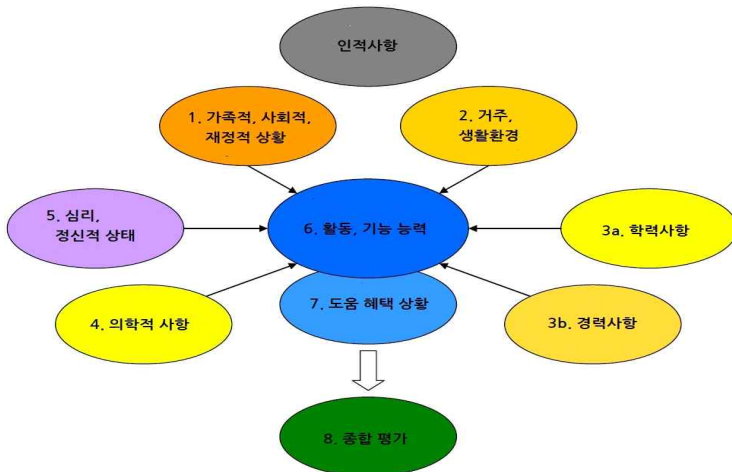 인적사항
1. 가족적, 사회적,
재정적 상황
2. 거주,
생활환경
5. 심리,
정신적 상태
6. 활동, 기능 능력
3a. 학력사항
4. 의학적 사항
7. 도움 혜택 상황
3b. 경력사항
8. 종합 평가